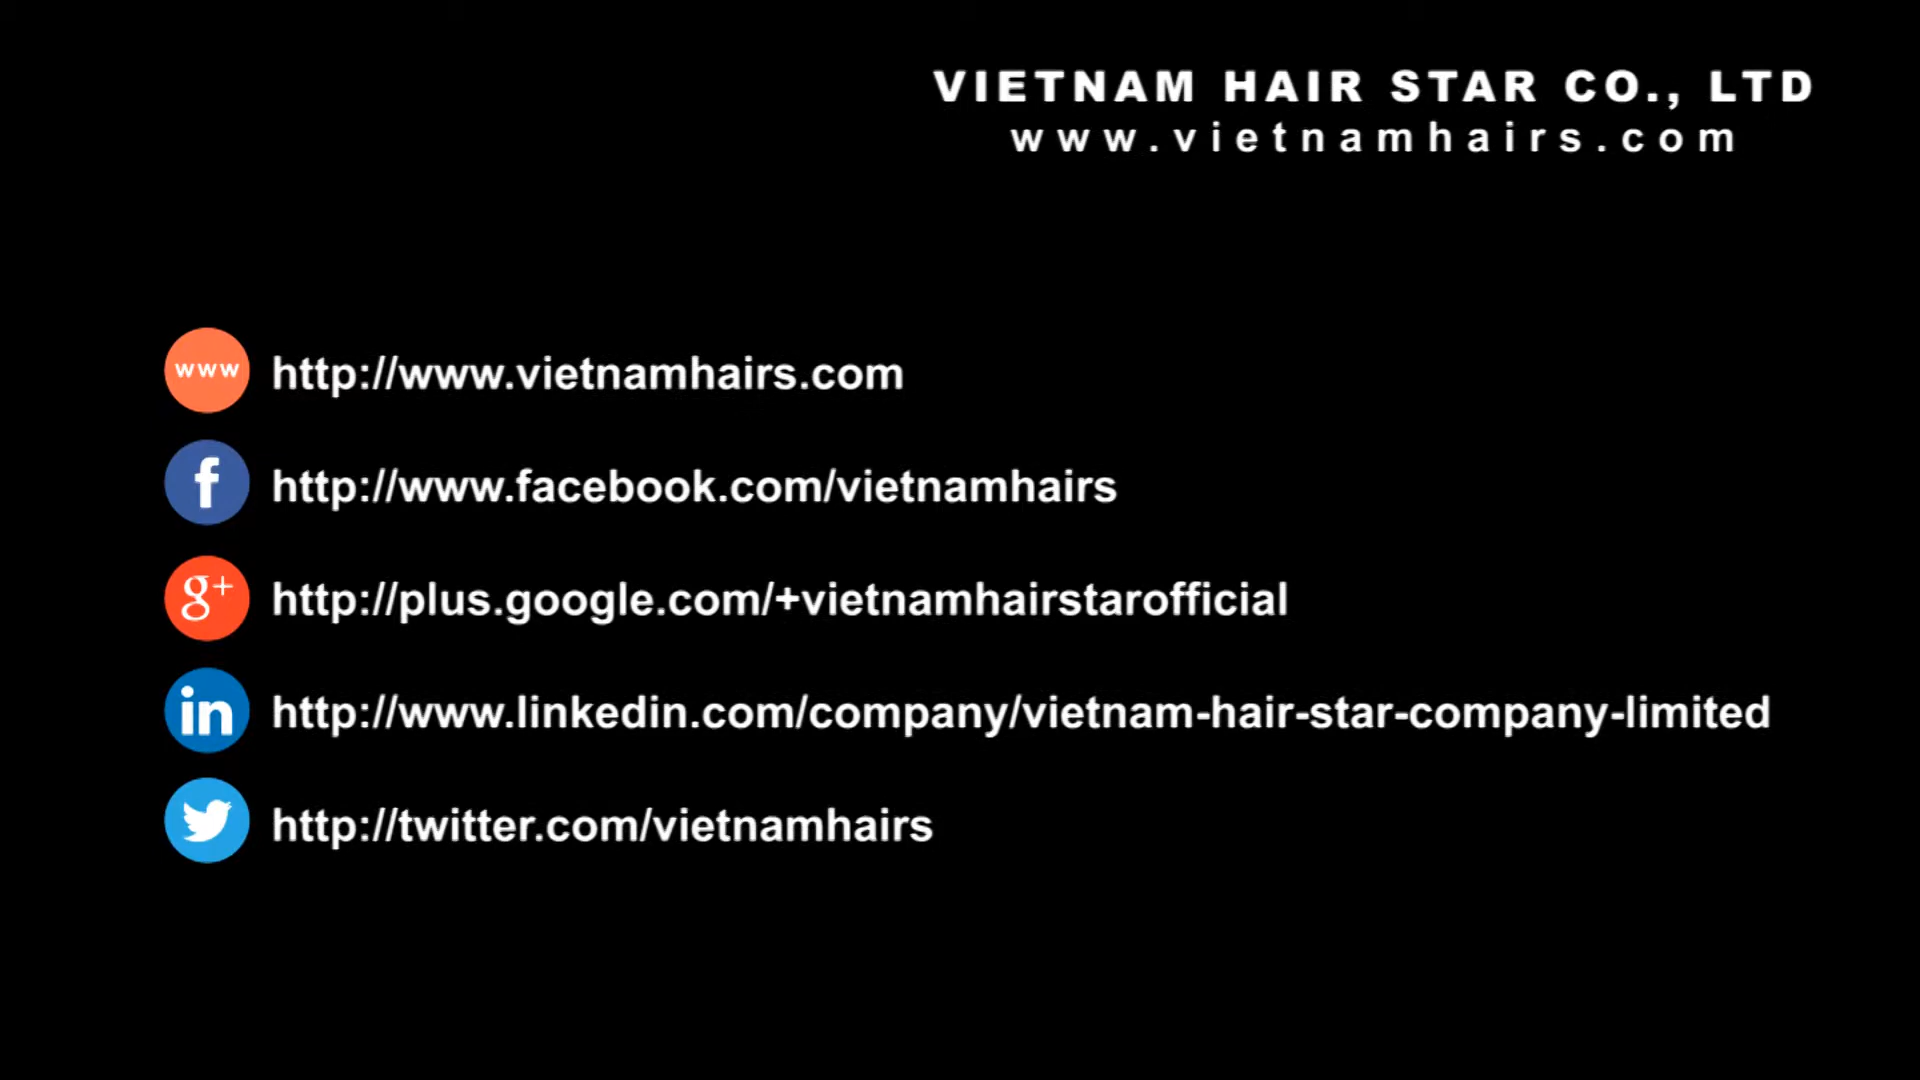 VIETNAM HAIR STAR CO., LTD
www.vietnamhairs.com
www http://www.vietnamhairs.com
f http://www.facebook.com/vietnamhairs
g+ http://plus.google.com/+vietnamhairstarofficial
in http://www.linkedin.com/company/vietnam-hair-star-company-limited
http://twitter.com/vietnamhairs